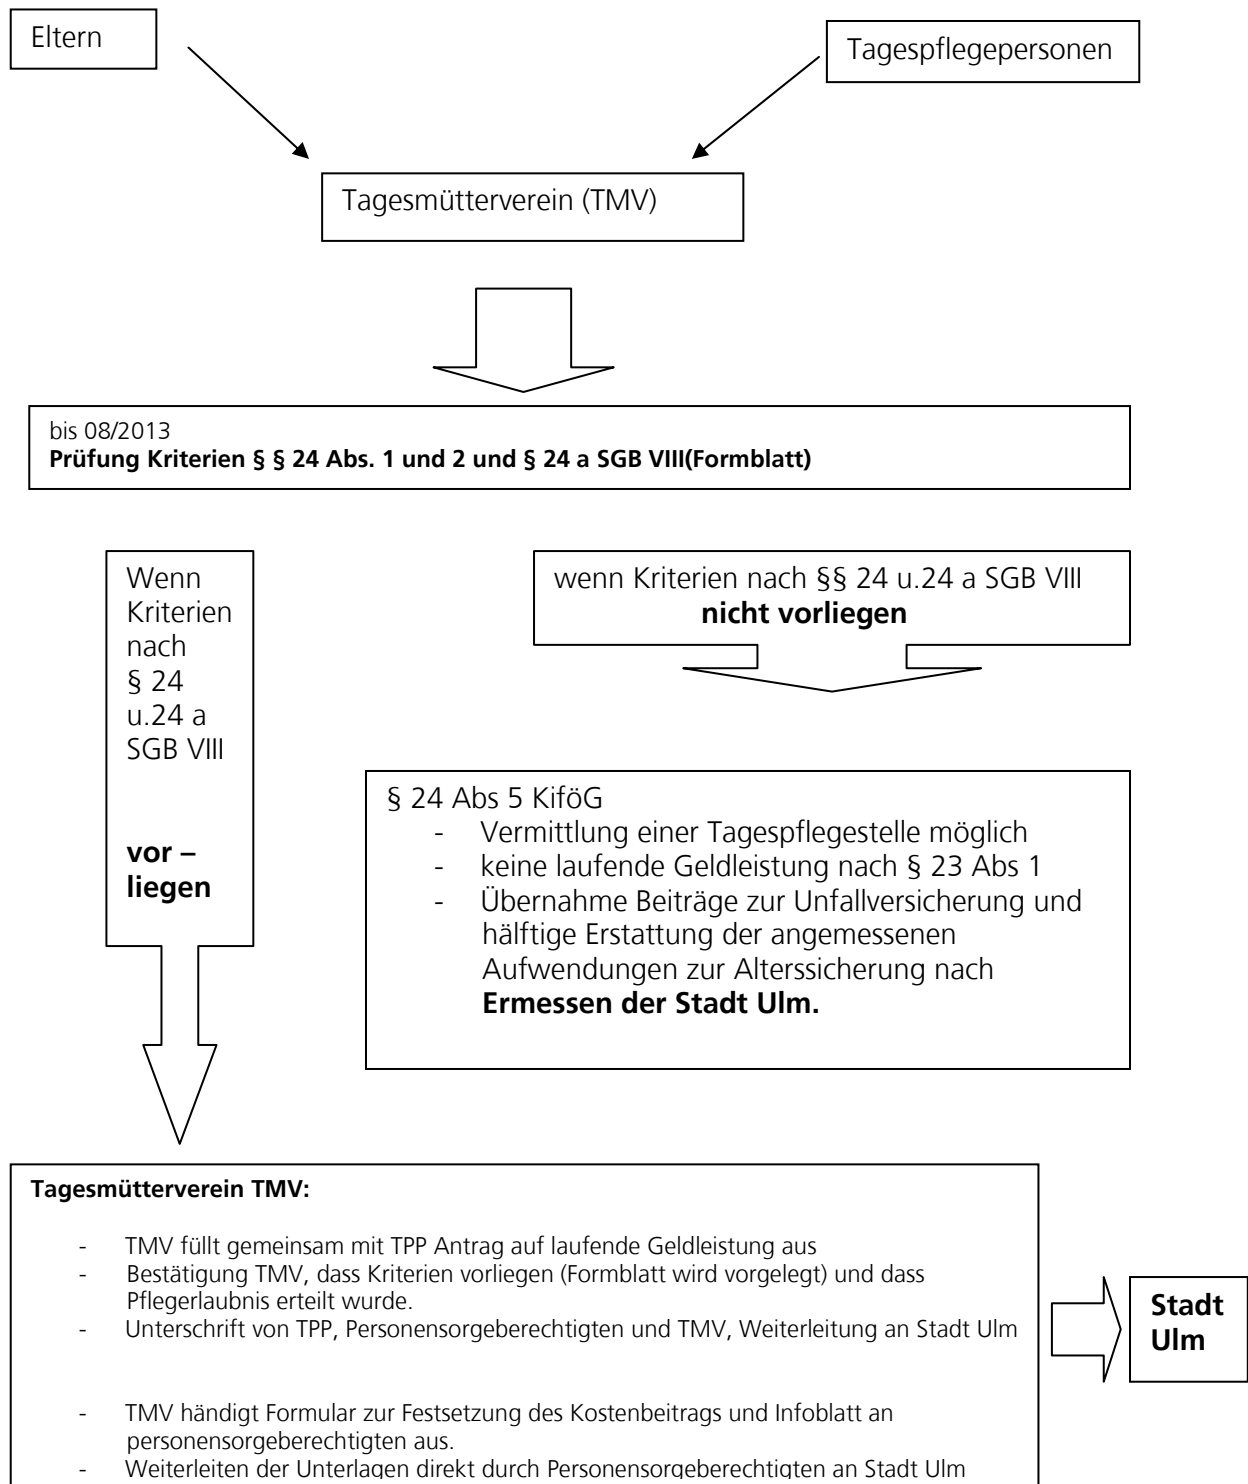 Eltern
Tagespflegepersonen
Tagesmütterverein (TMV)
bis 08/2013
Prüfung Kriterien § § 24 Abs. 1 und 2 und § 24 a SGB VIII(Formblatt)
Wenn
Kriterien
nach
§ 24
u.24 a
SGB VIII
vor –
liegen
wenn Kriterien nach §§ 24 u.24 a SGB VIII
nicht vorliegen
§ 24 Abs 5 KiföG
- Vermittlung einer Tagespflegestelle möglich
- keine laufende Geldleistung nach § 23 Abs 1
- Übernahme Beiträge zur Unfallversicherung und
hälftige Erstattung der angemessenen
Aufwendungen zur Alterssicherung nach
Ermessen der Stadt Ulm.
Tagesmütterverein TMV:
- TMV füllt gemeinsam mit TPP Antrag auf laufende Geldleistung aus
- Bestätigung TMV, dass Kriterien vorliegen (Formblatt wird vorgelegt) und dass
Pflegerlaubnis erteilt wurde.
- Unterschrift von TPP, Personensorgeberechtigten und TMV, Weiterleitung an Stadt Ulm
- TMV händigt Formular zur Festsetzung des Kostenbeitrags und Infoblatt an
personensorgeberechtigten aus.
- Weiterleiten der Unterlagen direkt durch Personensorgeberechtigten an Stadt Ulm
Stadt
Ulm